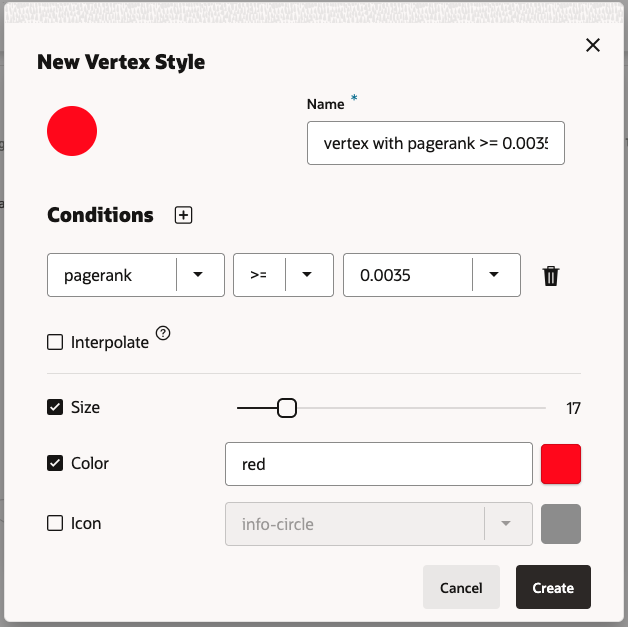 New Vertex Style
Name *
vertex with pagerank >= 0.0035
Conditions
pagerank >= 0.0035
Interpolate ?
Size 17
Color red
Icon info-circle
Cancel Create